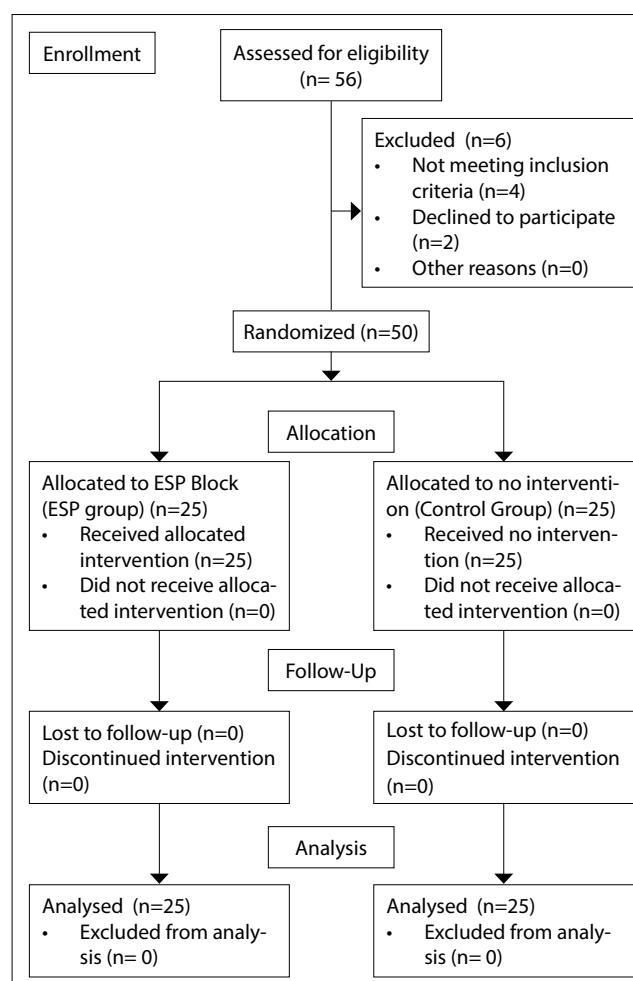 Enrollment
Assessed for eligibility
(n= 56)
Excluded (n=6)
• Not meeting inclusion
criteria (n=4)
• Declined to participate
(n=2)
• Other reasons (n=0)
Randomized (n=50)
Allocation
Allocated to ESP Block
(ESP group) (n=25)
• Received allocated
intervention (n=25)
• Did not receive alloca-
ted intervention (n=0)
Allocated to no interventi-
on (Control Group) (n=25)
• Received no interven-
tion (n=25)
• Did not receive alloca-
ted intervention (n=0)
Follow-Up
Lost to follow-up (n=0)
Discontinued intervention
(n=0)
Lost to follow-up (n=0)
Discontinued intervention
(n=0)
Analysis
Analysed (n=25)
• Excluded from analy-
sis (n= 0)
Analysed (n=25)
• Excluded from analy-
sis (n= 0)